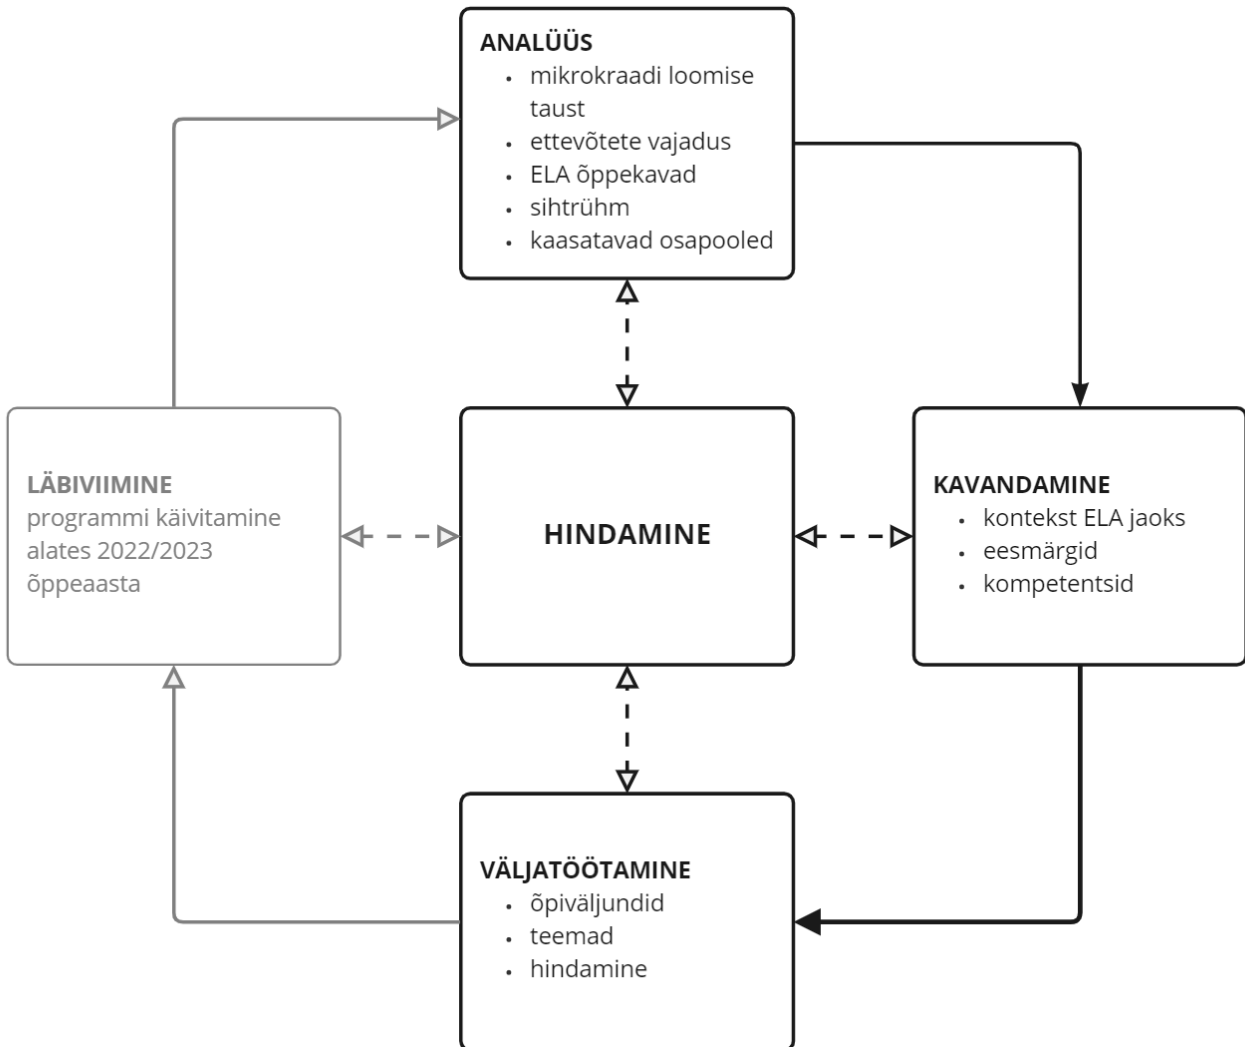 ANALÜÜS
• mikrokraadi loomise
taust
• ettevõtete vajadus
• ELA õppekavad
• sihtrühm
• kaasatavad osapooled
LÄBIVIIMINE
programmi käivitamine
alates 2022/2023
õppeaasta
HINDAMINE
KAVANDAMINE
• kontekst ELA jaoks
• eesmärgid
• kompetentsid
VÄLJATÖÖTAMINE
• õpiväljundid
• teemad
• hindamine